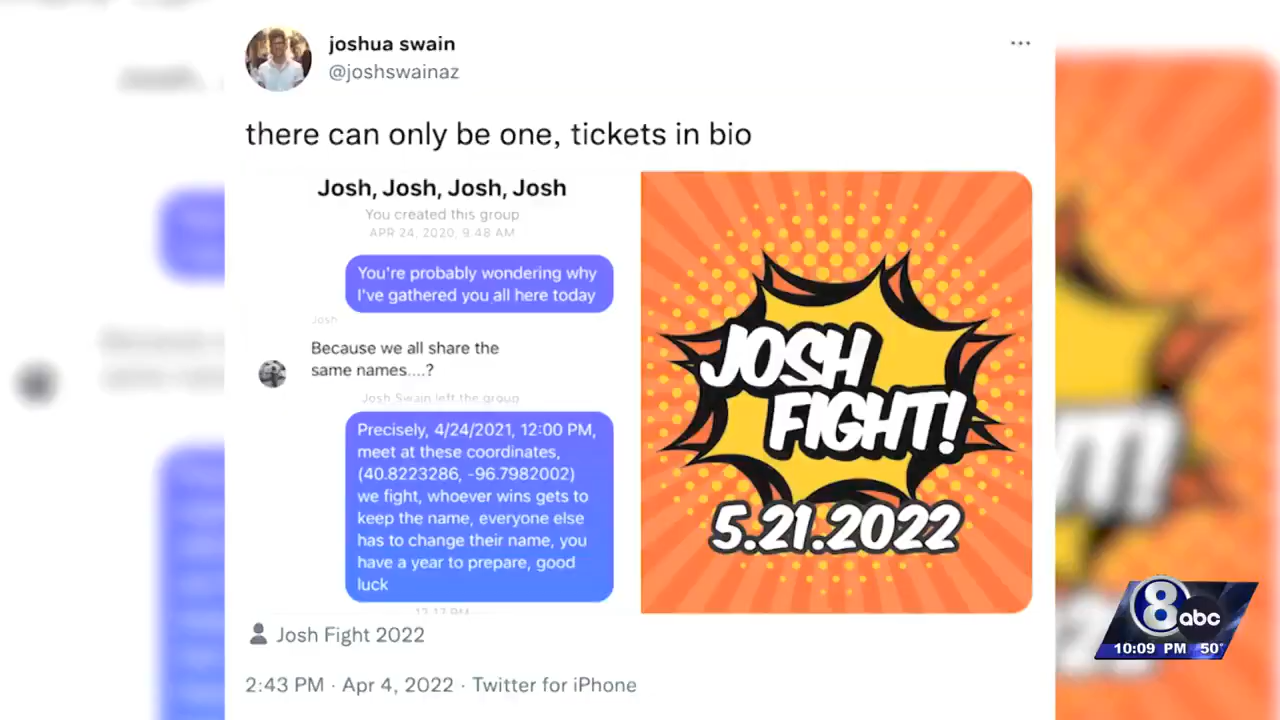 joshua swain
@joshswainaz
there can only be one, tickets in bio
Josh, Josh, Josh, Josh
You created this group
APR 24, 2020, 9:48 AM
You're probably wondering why
I've gathered you all here today
Josh
Because we all share the
same names....?
Josh Swain left the group
Precisely, 4/24/2021, 12:00 PM,
meet at these coordinates,
(40.8223286, -96.7982002)
we fight, whoever wins gets to
keep the name, everyone else
has to change their name, you
have a year to prepare, good
luck
12:17 PM
JOSH
FIGHT!
5.21.2022
Josh Fight 2022
2:43 PM · Apr 4, 2022 · Twitter for iPhone
8 abc
10:09 PM 50°